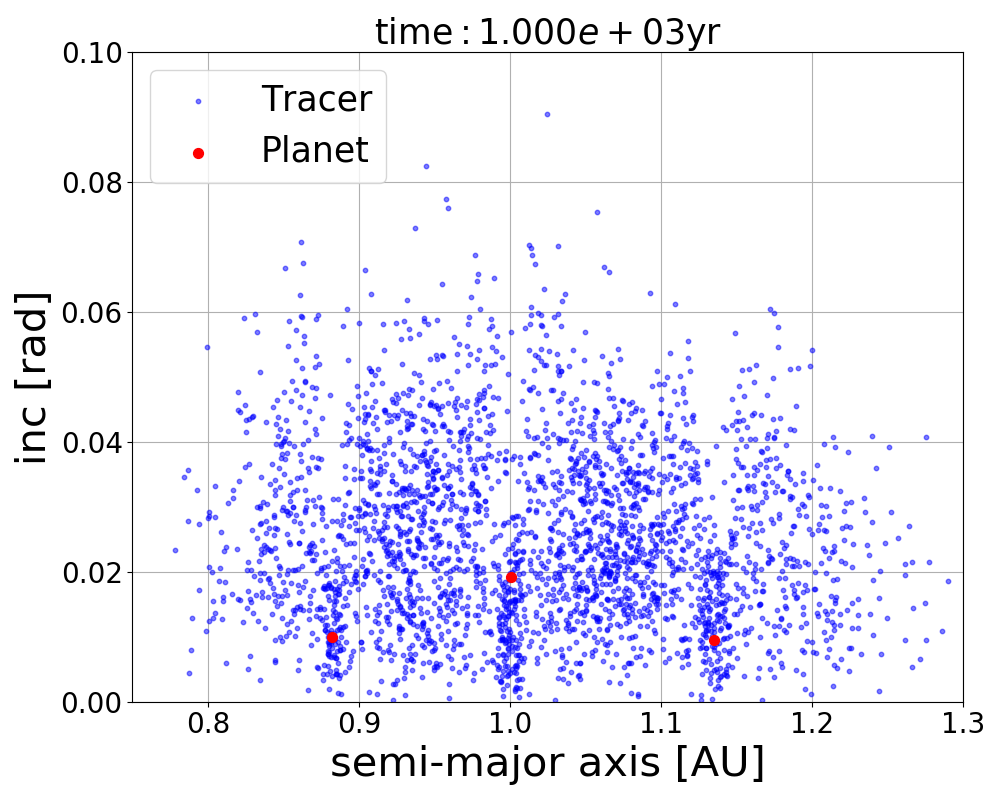 time : 1.000e + 03yr
0.10
0.08
0.06
0.04
0.02
0.00
inc [rad]
Tracer
Planet
0.8 0.9 1.0 1.1 1.2 1.3
semi-major axis [AU]